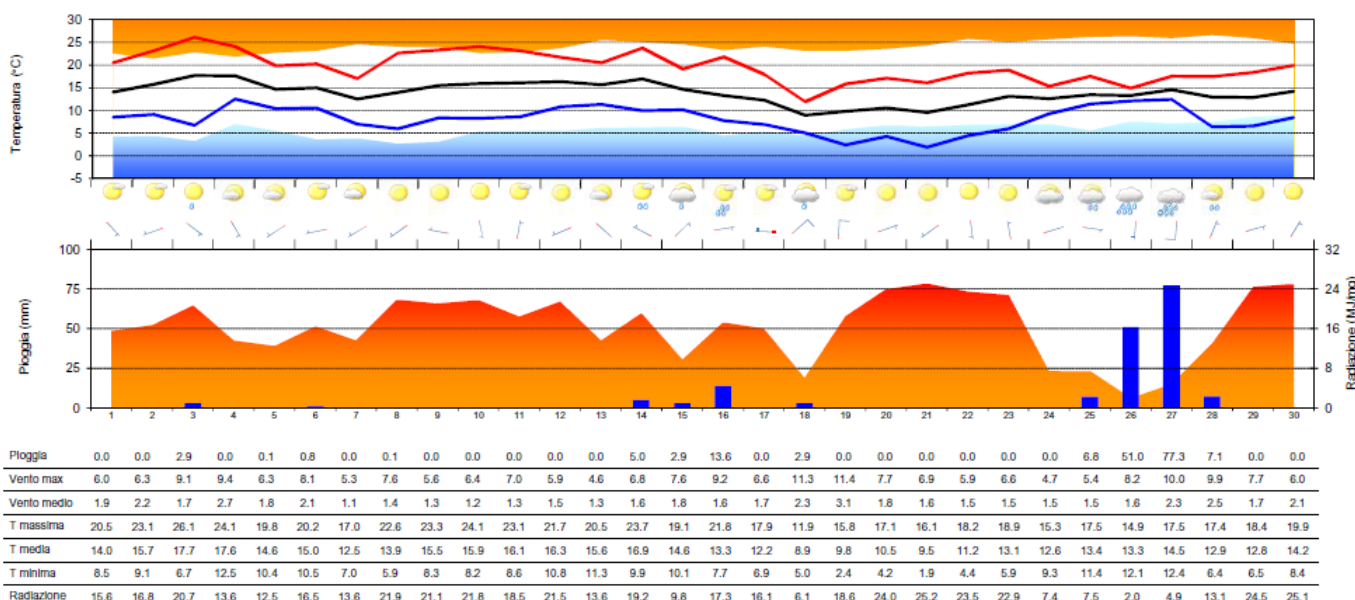 30
25
20
15
10
5
0
-5
Temperatura (°C)
100
75
50
25
0
Pioggia (mm)
32
24
16
8
0
Radiazione (MJ/mq)
1 2 3 4 5 6 7 8 9 10 11 12 13 14 15 16 17 18 19 20 21 22 23 24 25 26 27 28 29 30
Pioggia 0.0 0.0 2.9 0.0 0.1 0.8 0.0 0.1 0.0 0.0 0.0 0.0 0.0 5.0 2.9 13.6 0.0 2.9 0.0 0.0 0.0 0.0 0.0 0.0 6.8 51.0 77.3 7.1 0.0 0.0
Vento max 6.0 6.3 9.1 9.4 6.3 8.1 5.3 7.6 5.6 6.4 7.0 5.9 4.6 6.8 7.6 9.2 6.6 11.3 11.4 7.7 6.9 5.9 6.6 4.7 5.4 8.2 10.0 9.9 7.7 6.0
Vento medio 1.9 2.2 1.7 2.7 1.8 2.1 1.1 1.4 1.3 1.2 1.3 1.5 1.3 1.6 1.8 1.6 1.7 2.3 3.1 1.8 1.6 1.5 1.5 1.5 1.5 1.6 2.3 2.5 1.7 2.1
T massima 20.5 23.1 26.1 24.1 19.8 20.2 17.0 22.6 23.3 24.1 23.1 21.7 20.5 23.7 19.1 21.8 17.9 11.9 15.8 17.1 16.1 18.2 18.9 15.3 17.5 14.9 17.5 17.4 18.4 19.9
T media 14.0 15.7 17.7 17.6 14.6 15.0 12.5 13.9 15.5 15.9 16.1 16.3 15.6 16.9 14.6 13.3 12.2 8.9 9.8 10.5 9.5 11.2 13.1 12.6 13.4 13.3 14.5 12.9 12.8 14.2
T minima 8.5 9.1 6.7 12.5 10.4 10.5 7.0 5.9 8.3 8.2 8.6 10.8 11.3 9.9 10.1 7.7 6.9 5.0 2.4 4.2 1.9 4.4 5.9 9.3 11.4 12.1 12.4 6.4 6.5 8.4
Radiazione 15.6 16.8 20.7 13.6 12.5 16.5 13.6 21.9 21.1 21.8 18.5 21.5 13.6 19.2 9.8 17.3 16.1 6.1 18.6 24.0 25.2 23.5 22.9 7.4 7.5 2.0 4.9 13.1 24.5 25.1